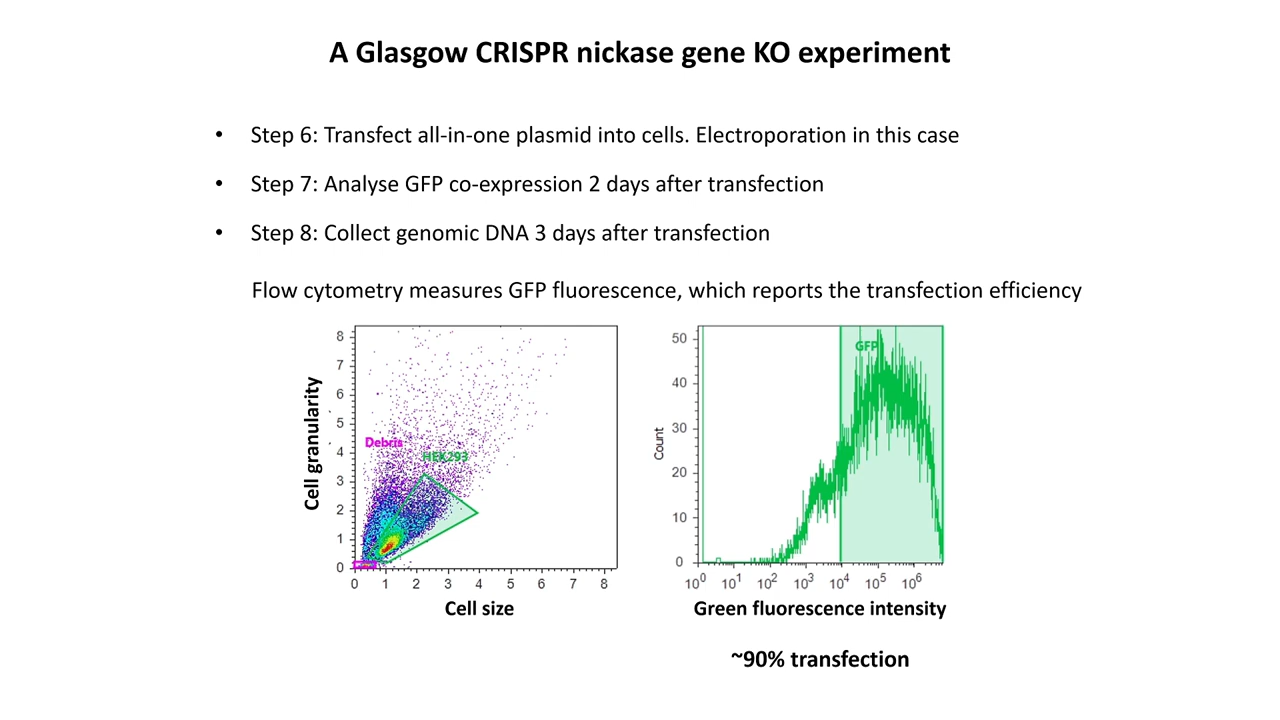 A Glasgow CRISPR nickase gene KO experiment
• Step 6: Transfect all-in-one plasmid into cells. Electroporation in this case
• Step 7: Analyse GFP co-expression 2 days after transfection
• Step 8: Collect genomic DNA 3 days after transfection
Flow cytometry measures GFP fluorescence, which reports the transfection efficiency
Cell granularity
8
7
6
5
4
3
2
1
0
Debris
HEK293
0 1 2 3 4 5 6 7 8
Cell size
Count
50
40
30
20
10
0
GFP
10⁰ 10¹ 10² 10³ 10⁴ 10⁵ 10⁶
Green fluorescence intensity
~90% transfection